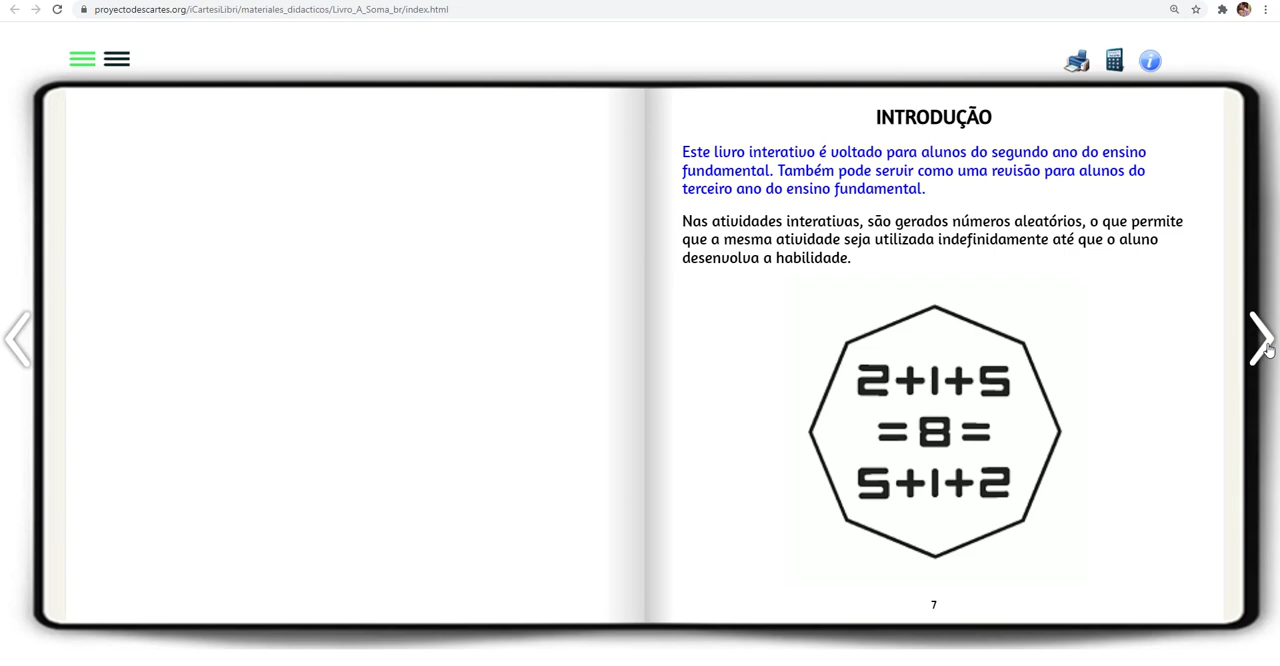 proyectodescartes.org/iCartesiLibri/materiales_didacticos/Livro_A_Soma_br/index.html
INTRODUÇÃO
Este livro interativo é voltado para alunos do segundo ano do ensino
fundamental. Também pode servir como uma revisão para alunos do
terceiro ano do ensino fundamental.
Nas atividades interativas, são gerados números aleatórios, o que permite
que a mesma atividade seja utilizada indefinidamente até que o aluno
desenvolva a habilidade.
2+1+5
=8=
5+1+2
7